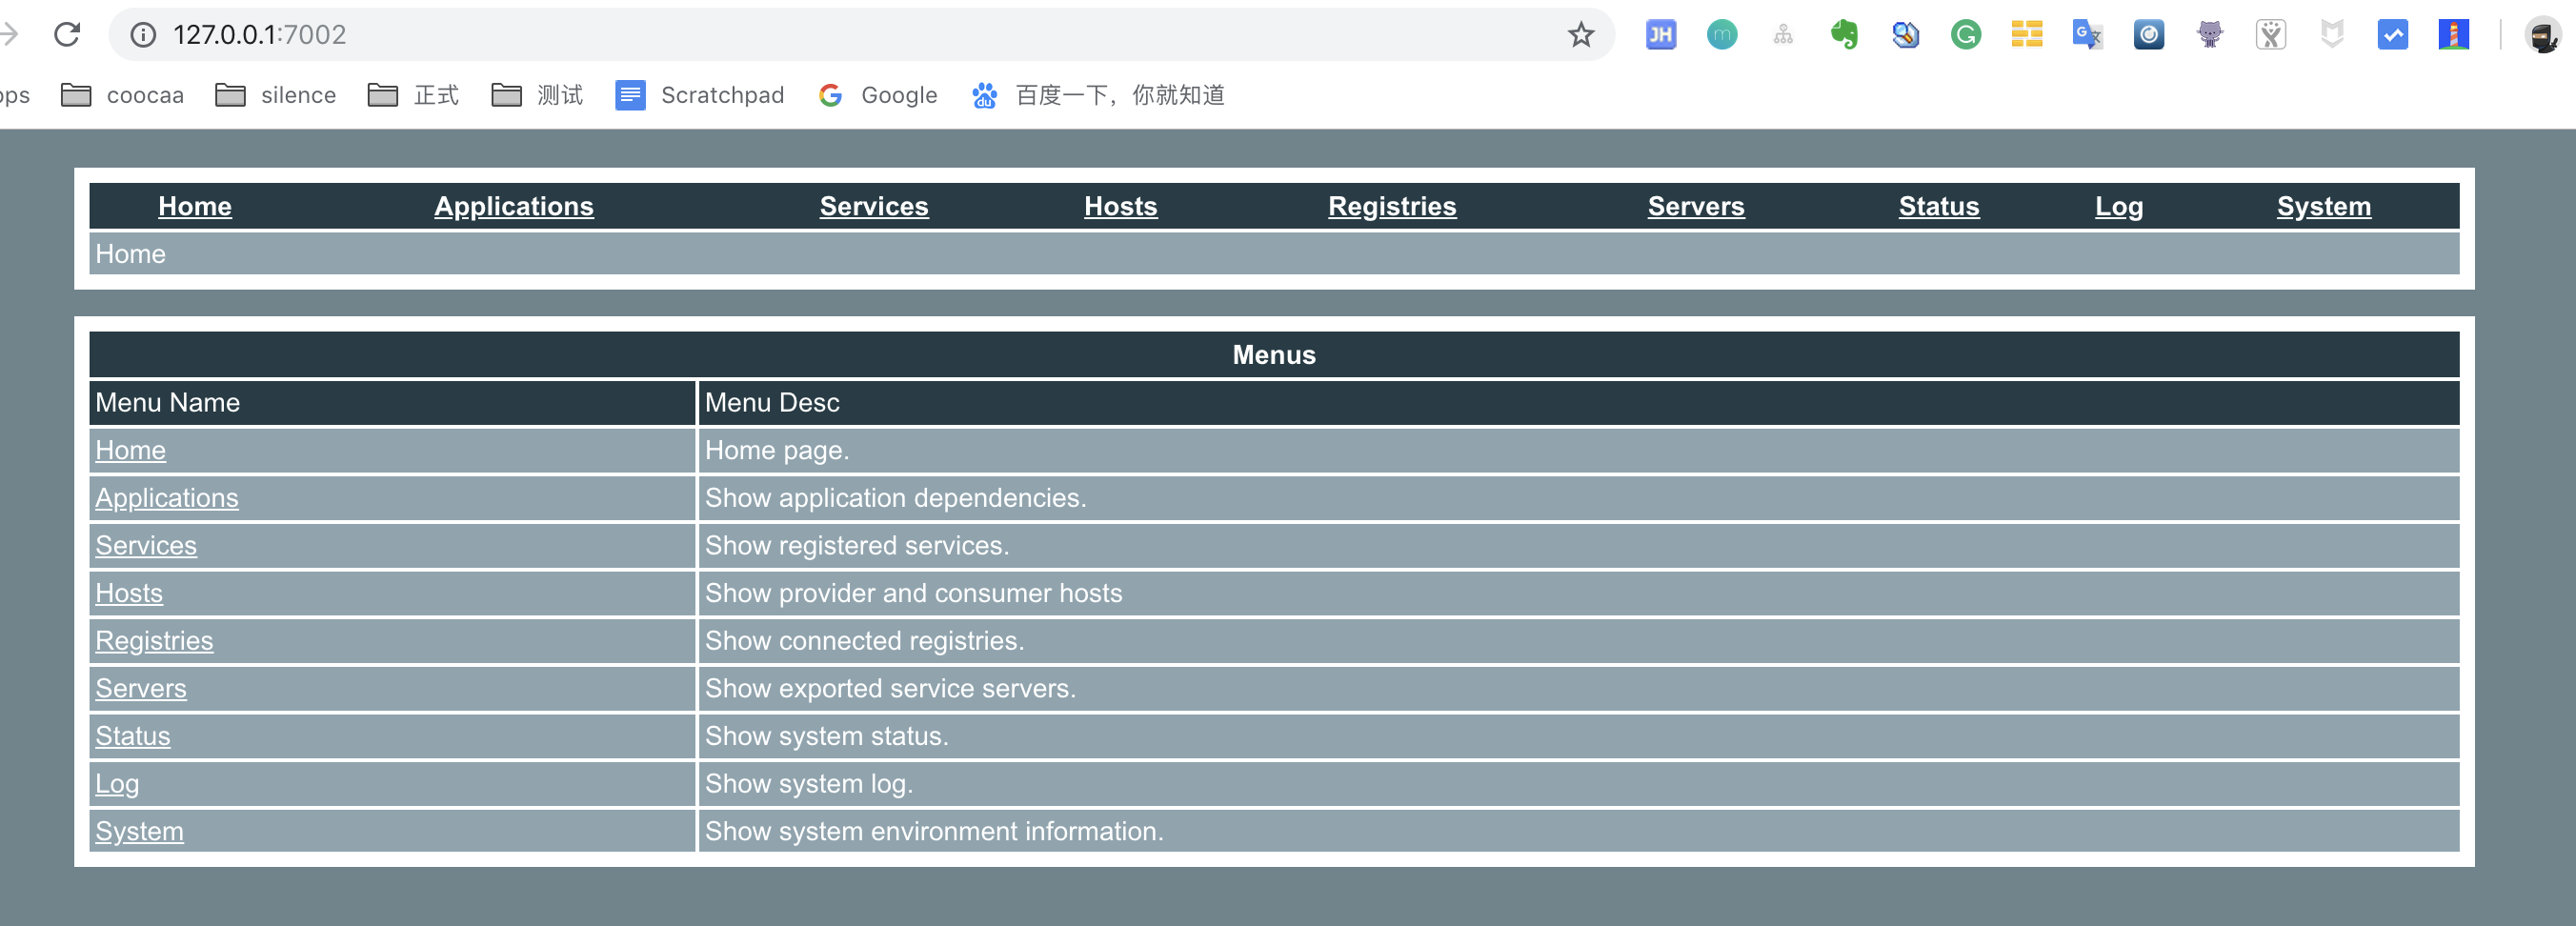 127.0.0.1:7002
ps coocaa silence 正式 测试 Scratchpad Google 百度一下，你就知道
Home Applications Services Hosts Registries Servers Status Log System
Home
Menus
Menu Name Menu Desc
Home Home page.
Applications Show application dependencies.
Services Show registered services.
Hosts Show provider and consumer hosts
Registries Show connected registries.
Servers Show exported service servers.
Status Show system status.
Log Show system log.
System Show system environment information.